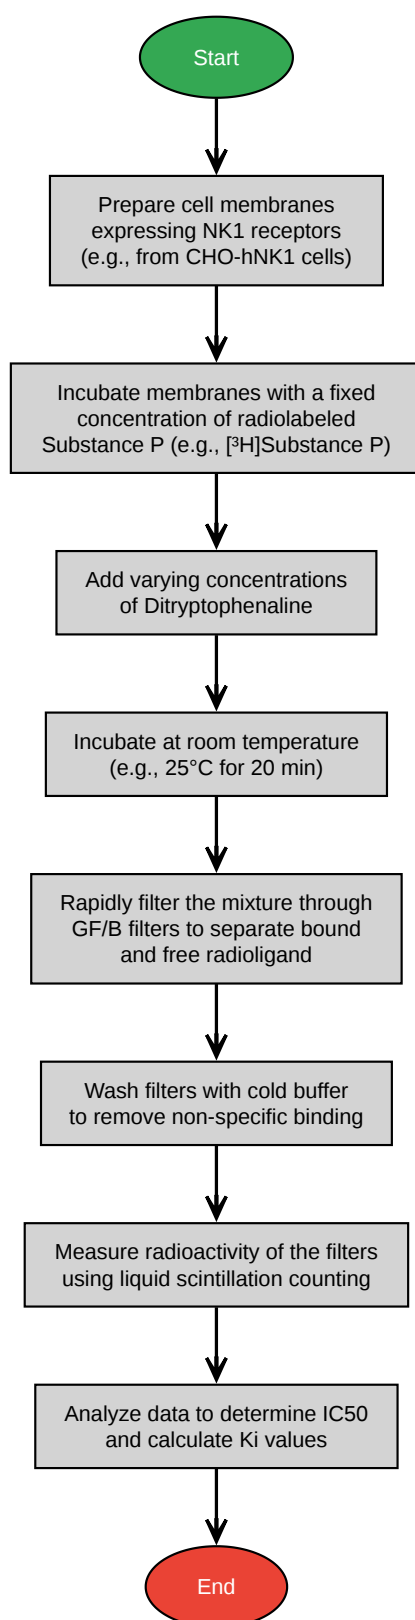 Start
Prepare cell membranes
expressing NK1 receptors
(e.g., from CHO-hNK1 cells)
Incubate membranes with a fixed
concentration of radiolabeled
Substance P (e.g., [³H]Substance P)
Add varying concentrations
of Ditryptophenaline
Incubate at room temperature
(e.g., 25°C for 20 min)
Rapidly filter the mixture through
GF/B filters to separate bound
and free radioligand
Wash filters with cold buffer
to remove non-specific binding
Measure radioactivity of the filters
using liquid scintillation counting
Analyze data to determine IC50
and calculate Ki values
End